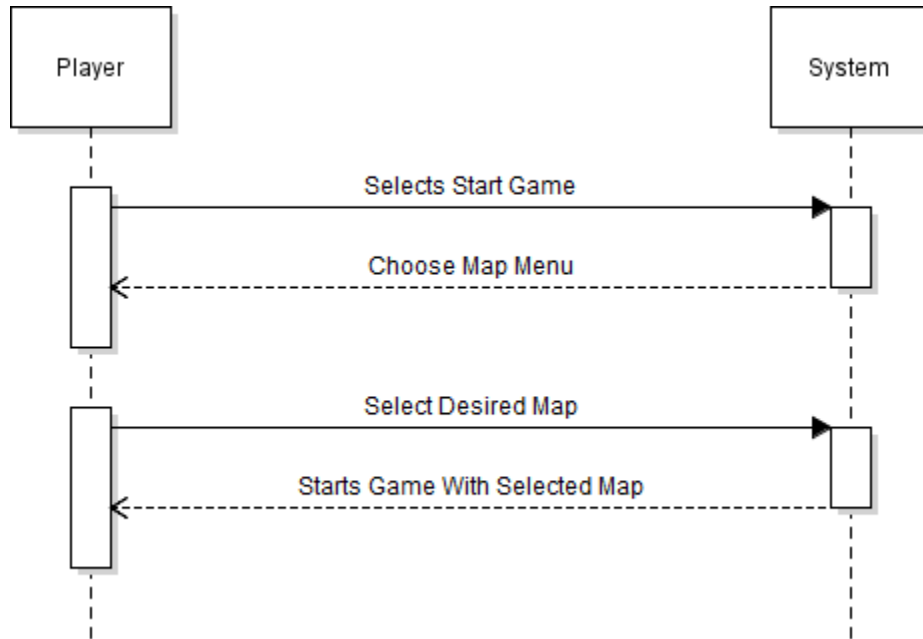 Player
System
Selects Start Game
Choose Map Menu
Select Desired Map
Starts Game With Selected Map